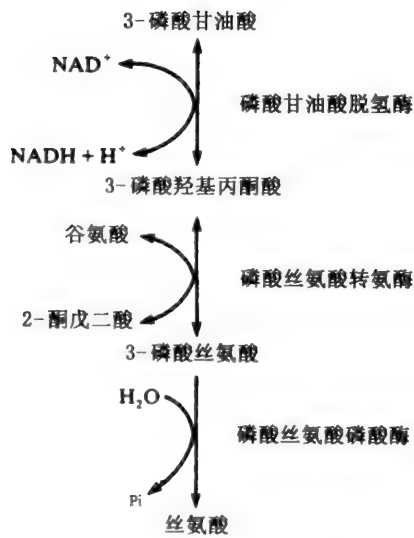 3-磷酸甘油酸
NAD⁺
磷酸甘油酸脱氢酶
NADH + H⁺
3-磷酸羟基丙酮酸
谷氨酸
磷酸丝氨酸转氨酶
2-酮戊二酸
3-磷酸丝氨酸
H₂O
磷酸丝氨酸磷酸酶
Pi
丝氨酸